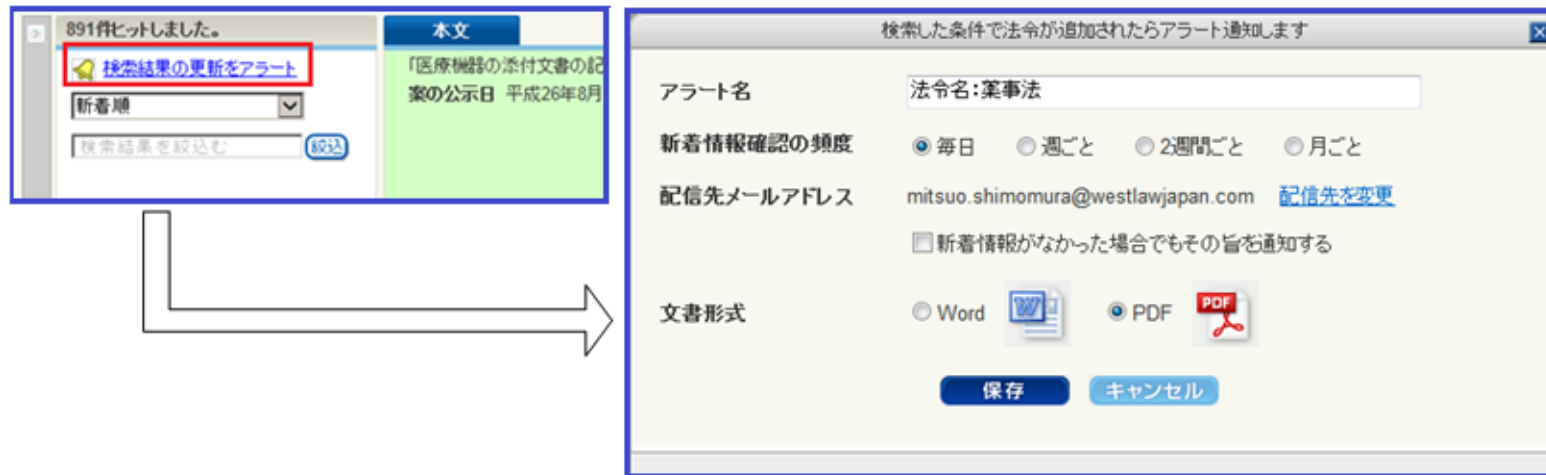 891件ヒットしました。
検索結果の更新をアラート
新着順
検索結果を絞込む
絞込
本文
「医療機器の添付文書の記
案の公示日 平成26年8月
検索した条件で法令が追加されたらアラート通知します
アラート名
法令名:薬事法
新着情報確認の頻度
毎日 週ごと 2週間ごと 月ごと
配信先メールアドレス
mitsuo.shimomura@westlawjapan.com 配信先を変更
新着情報がなかった場合でもその旨を通知する
文書形式
Word PDF
保存 キャンセル